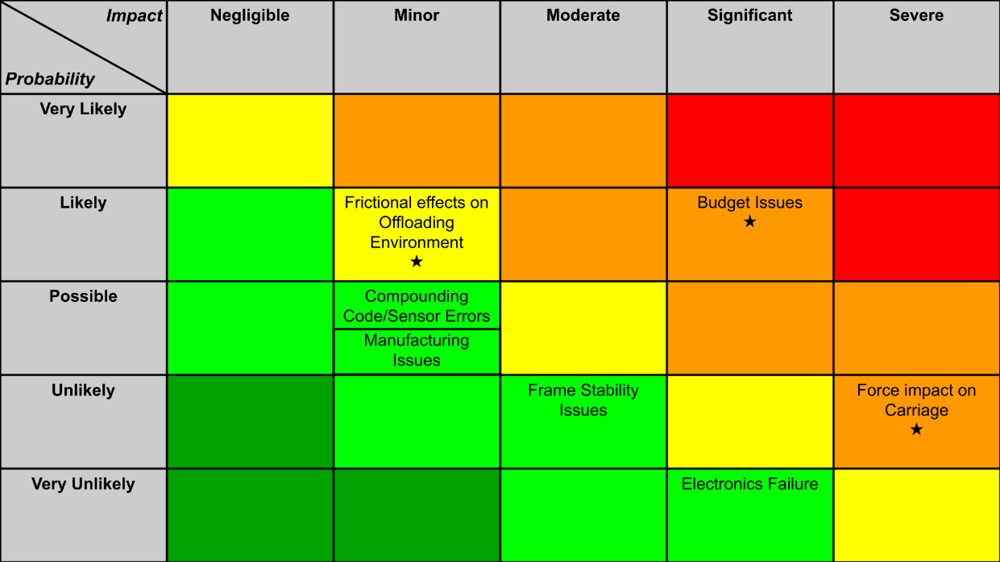 Impact
Probability
Negligible
Minor
Moderate
Significant
Severe
Very Likely
Likely
Frictional effects on
Offloading
Environment
★
Budget Issues
★
Possible
Compounding
Code/Sensor Errors
Manufacturing
Issues
Unlikely
Frame Stability
Issues
Force impact on
Carriage
★
Very Unlikely
Electronics Failure